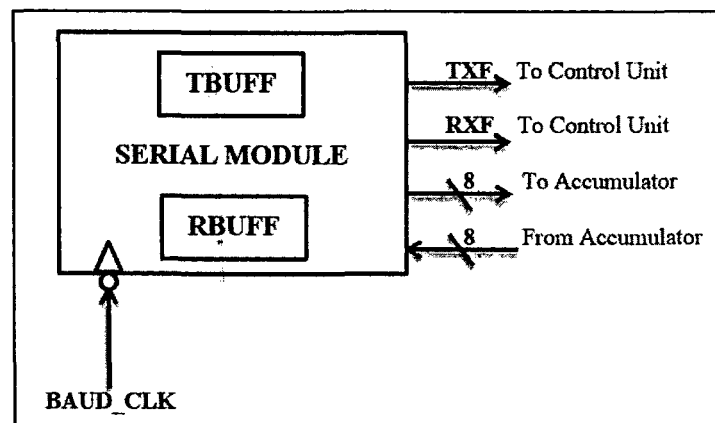 TBUFF
SERIAL MODULE
RBUFF
TXF To Control Unit
RXF To Control Unit
8 To Accumulator
8 From Accumulator
BAUD_CLK